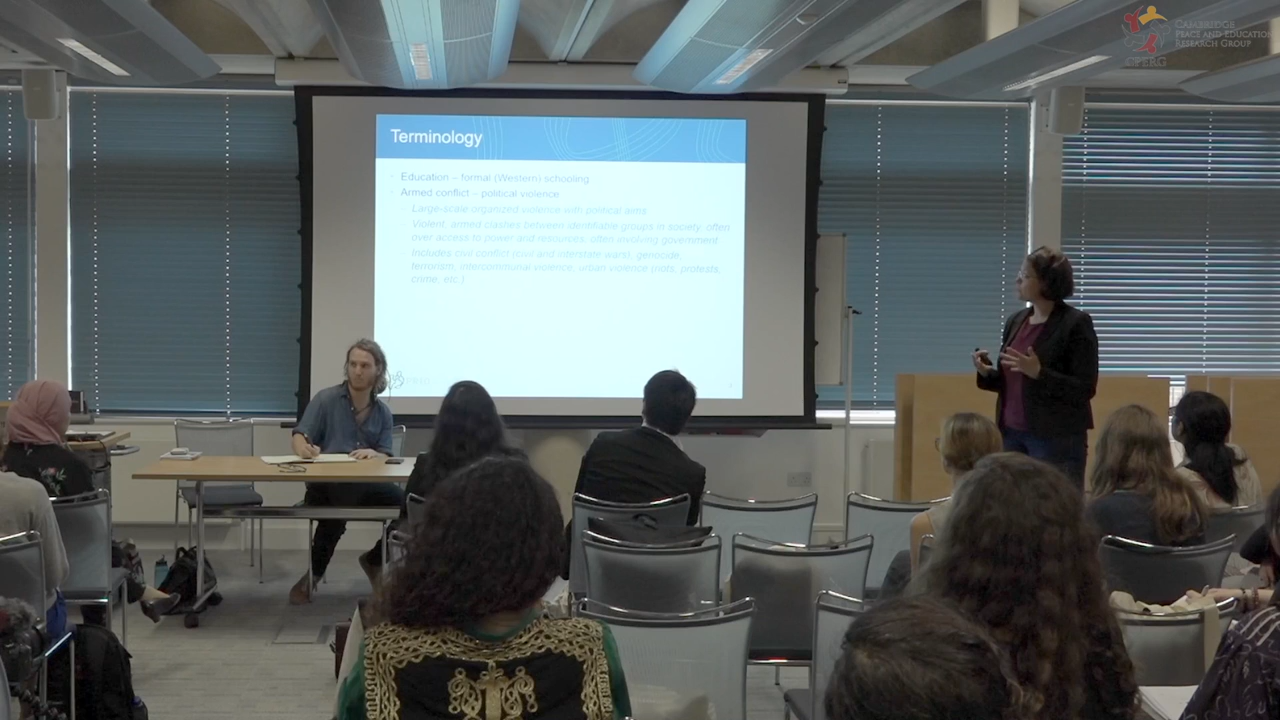 CAMBRIDGE
PEACE AND EDUCATION
RESEARCH GROUP
CPERG
Terminology
Education – formal (Western) schooling
Armed conflict – political violence
Large-scale organized violence with political aims
Violent, armed clashes between identifiable groups in society, often
over access to power and resources, often involving government
Includes civil conflict (civil and interstate wars), genocide,
terrorism, intercommunal violence, urban violence (riots, protests,
crime, etc.)